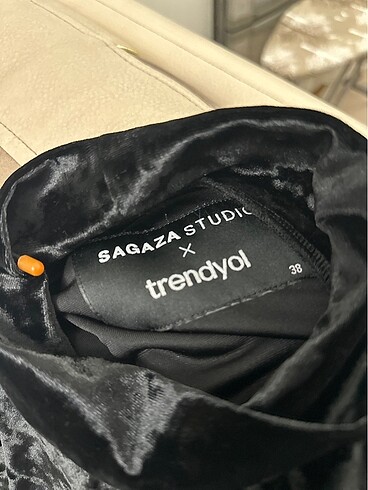 SAGAZA STUDIO
X
trendyol
38